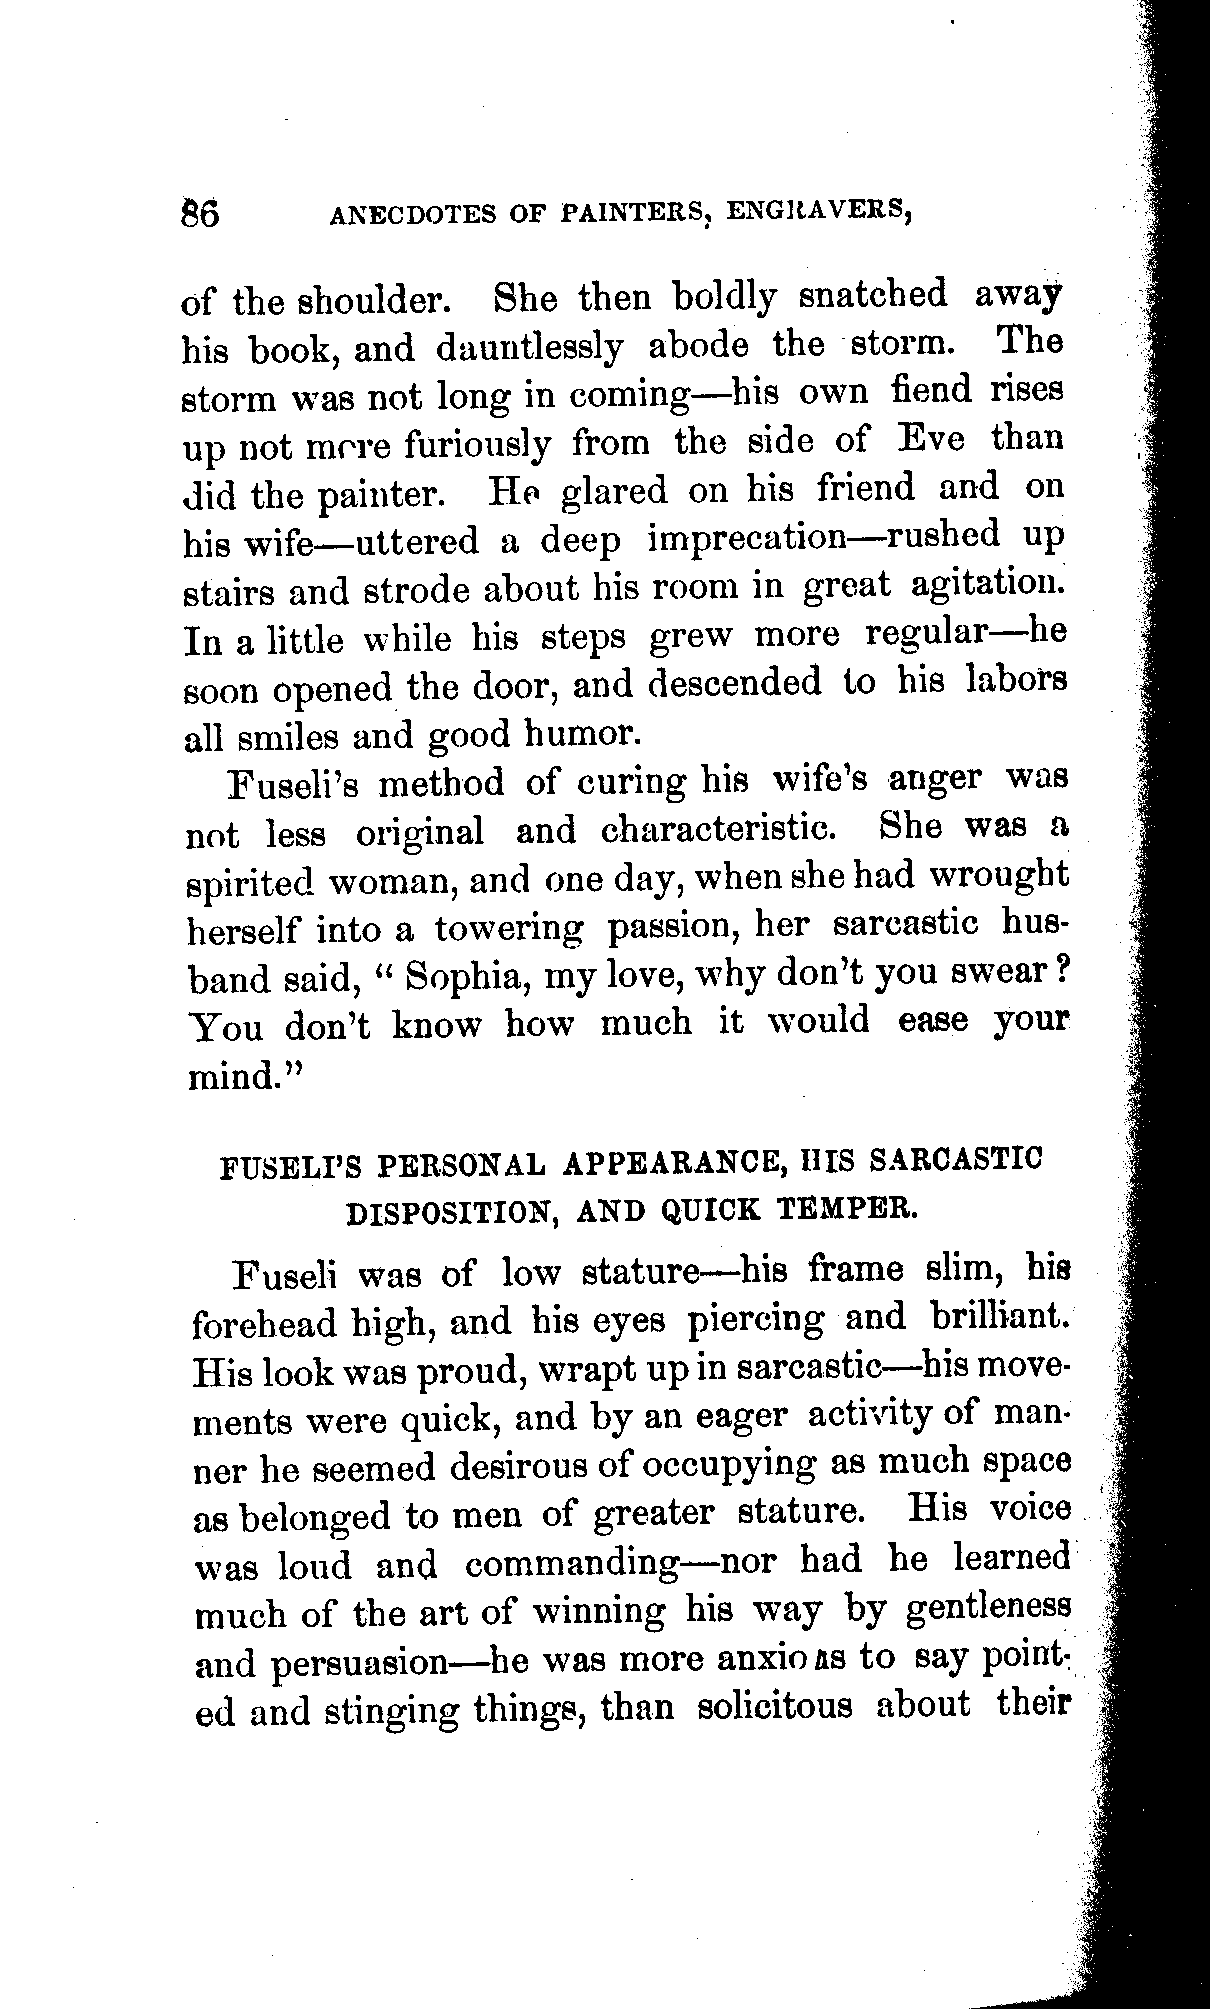 86 ANECDOTES OF PAINTERS, ENGRAVERS,
of the shoulder. She then boldly snatched away
his book, and dauntlessly abode the storm. The
storm was not long in coming—his own fiend rises
up not more furiously from the side of Eve than
did the painter. He glared on his friend and on
his wife—uttered a deep imprecation—rushed up
stairs and strode about his room in great agitation.
In a little while his steps grew more regular—he
soon opened the door, and descended to his labors
all smiles and good humor.
Fuseli's method of curing his wife's anger was
not less original and characteristic. She was a
spirited woman, and one day, when she had wrought
herself into a towering passion, her sarcastic hus-
band said, “ Sophia, my love, why don't you swear ?
You don't know how much it would ease your
mind.”
FUSELI'S PERSONAL APPEARANCE, HIS SARCASTIC
DISPOSITION, AND QUICK TEMPER.
Fuseli was of low stature—his frame slim, his
forehead high, and his eyes piercing and brilliant.
His look was proud, wrapt up in sarcastic—his move-
ments were quick, and by an eager activity of man-
ner he seemed desirous of occupying as much space
as belonged to men of greater stature. His voice
was loud and commanding—nor had he learned
much of the art of winning his way by gentleness
and persuasion—he was more anxious to say point-
ed and stinging things, than solicitous about their